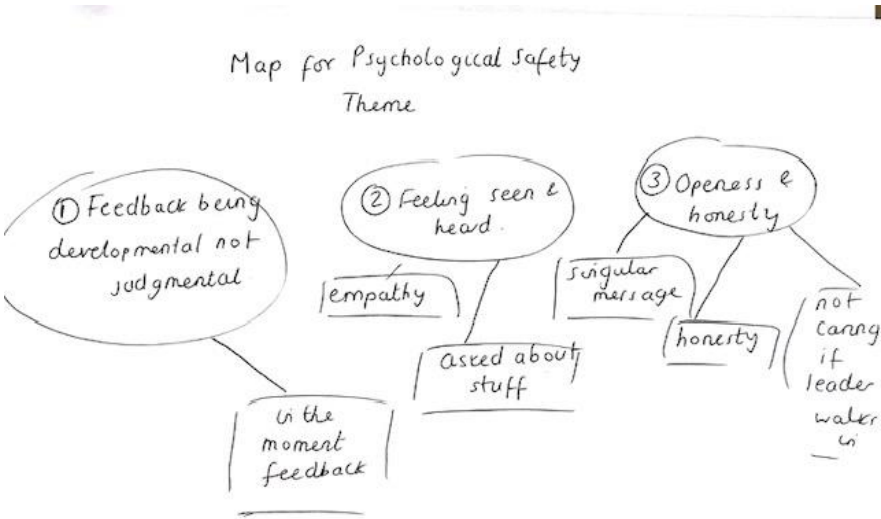 Map for Psychological Safety
Theme
① Feedback being
developmental not
judgmental
② Feeling seen &
heard.
③ Openess &
honesty
empathy
asked about
stuff
singular
message
honesty
not
caring
if
leader
walks
in
in the
moment
feedback